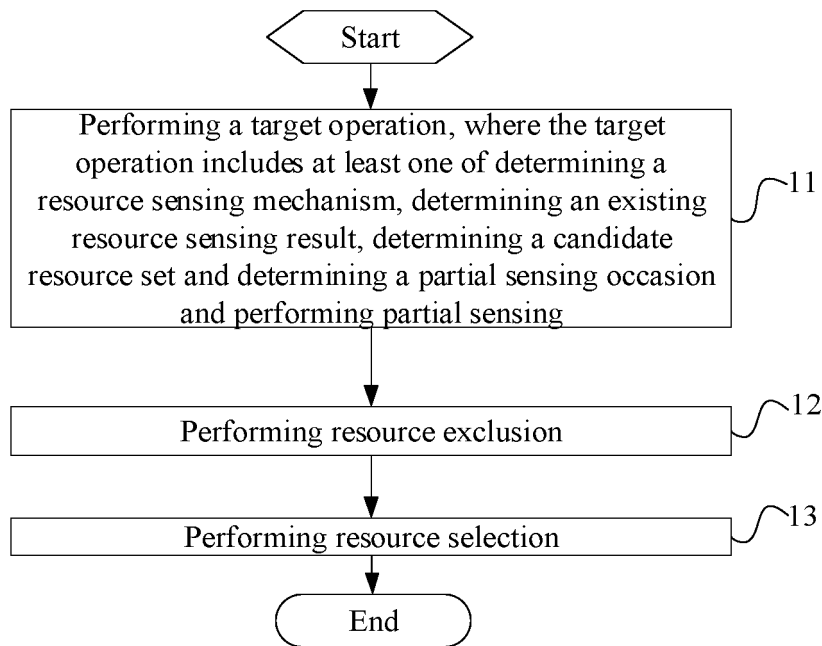 Start
Performing a target operation, where the target
operation includes at least one of determining a
resource sensing mechanism, determining an existing
resource sensing result, determining a candidate
resource set and determining a partial sensing occasion
and performing partial sensing
11
Performing resource exclusion
12
Performing resource selection
13
End